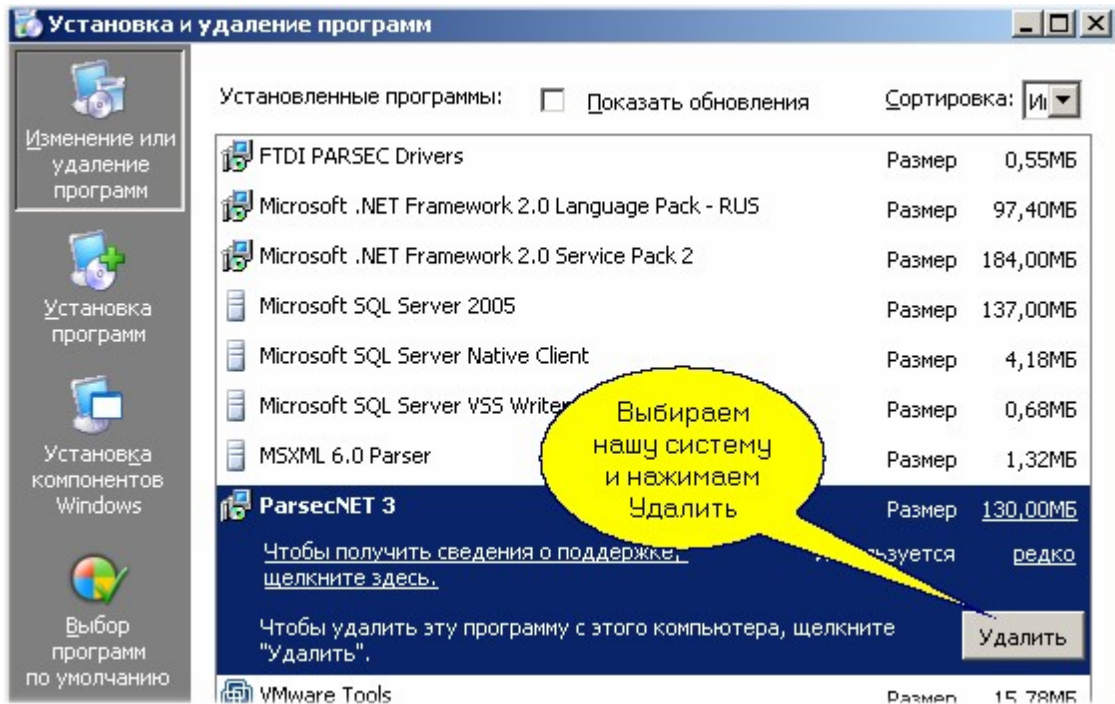 Установка и удаление программ
Изменение или
удаление
программ
Установка
программ
Установка
компонентов
Windows
Выбор
программ
по умолчанию
Установленные программы: Показать обновления Сортировка:
FTDI PARSEC Drivers Размер 0,55МБ
Microsoft .NET Framework 2.0 Language Pack - RUS Размер 97,40МБ
Microsoft .NET Framework 2.0 Service Pack 2 Размер 184,00МБ
Microsoft SQL Server 2005 Размер 137,00МБ
Microsoft SQL Server Native Client Размер 4,18МБ
Microsoft SQL Server VSS Writer Размер 0,68МБ
MSXML 6.0 Parser Размер 1,32МБ
ParsecNET 3 Размер 130,00МБ
Чтобы получить сведения о поддержке, редко
щелкните здесь.
Чтобы удалить эту программу с этого компьютера, щелкните
"Удалить".
Удалить
VMware Tools Размер 15,78МБ
Выбираем
нашу систему
и нажимаем
Удалить